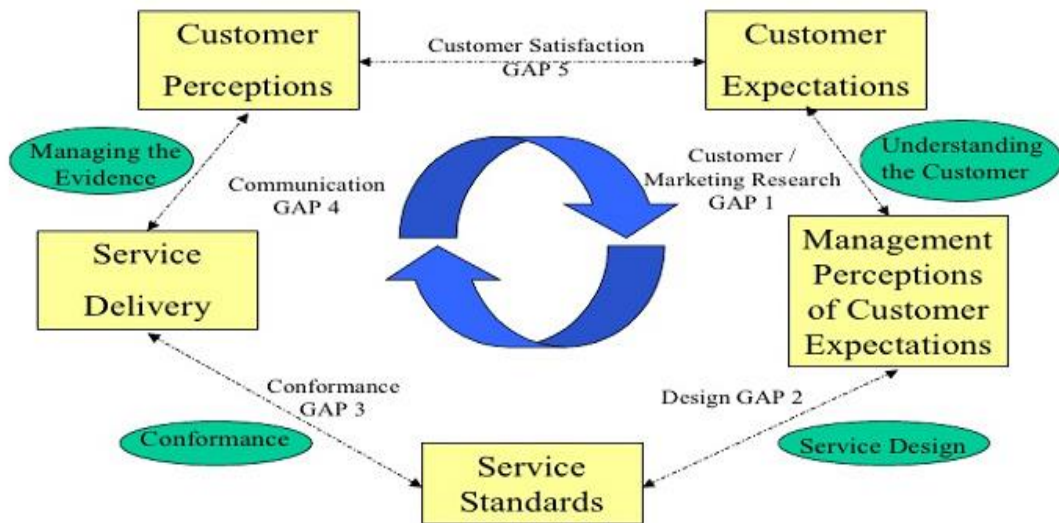 Customer
Perceptions
Customer Satisfaction
GAP 5
Customer
Expectations
Managing the
Evidence
Communication
GAP 4
Customer /
Marketing Research
GAP 1
Understanding
the Customer
Service
Delivery
Management
Perceptions
of Customer
Expectations
Conformance
GAP 3
Design GAP 2
Conformance
Service Design
Service
Standards